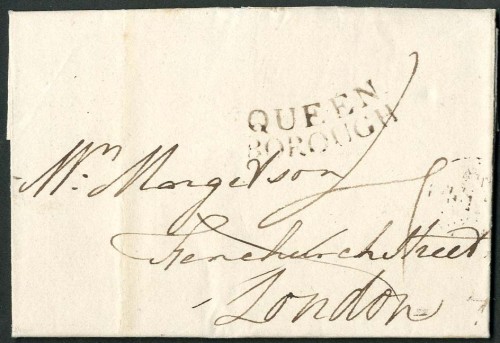 QUEEN
BOROUGH
Mr Margetson
Fenchurch Street
London